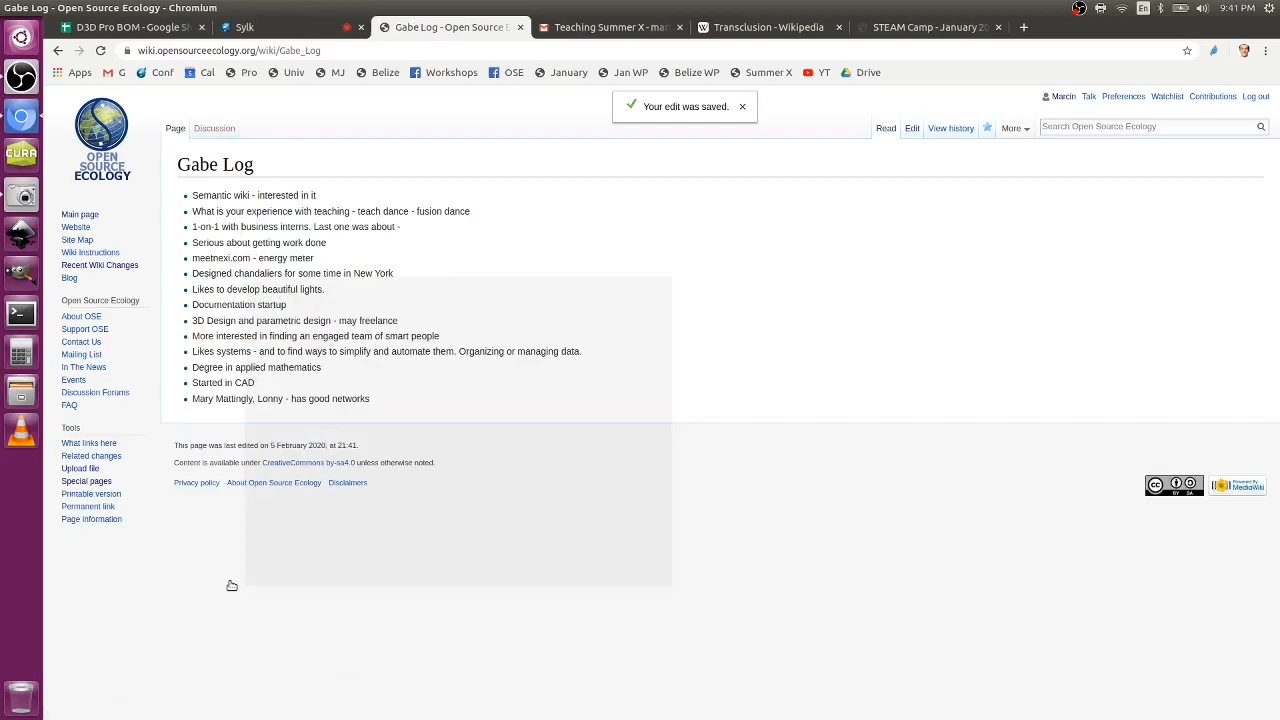 Gabe Log - Open Source Ecology - Chromium
En
9:41 PM
D3D Pro BOM - Google Sh
Sylk
Gabe Log - Open Source E
Teaching Summer X - mar
Transclusion - Wikipedia
STEAM Camp - January 20
wiki.opensourceecology.org/wiki/Gabe_Log
Apps
G
Conf
Cal
Pro
Univ
MJ
Belize
Workshops
OSE
January
Jan WP
Belize WP
Summer X
YT
Drive
Your edit was saved.
Marcin
Talk
Preferences
Watchlist
Contributions
Log out
Page
Discussion
Read
Edit
View history
More
Search Open Source Ecology
OPEN
SOURCE
ECOLOGY
Gabe Log
Semantic wiki - interested in it
What is your experience with teaching - teach dance - fusion dance
1-on-1 with business interns. Last one was about -
Serious about getting work done
meetnexi.com - energy meter
Designed chandaliers for some time in New York
Likes to develop beautiful lights.
Documentation startup
3D Design and parametric design - may freelance
More interested in finding an engaged team of smart people
Likes systems - and to find ways to simplify and automate them. Organizing or managing data.
Degree in applied mathematics
Started in CAD
Mary Mattingly, Lonny - has good networks
This page was last edited on 5 February 2020, at 21:41.
Content is available under CreativeCommons by-sa4.0 unless otherwise noted.
Privacy policy
About Open Source Ecology
Disclaimers
Main page
Website
Site Map
Wiki Instructions
Recent Wiki Changes
Blog
Open Source Ecology
About OSE
Support OSE
Contact Us
Mailing List
In The News
Events
Discussion Forums
FAQ
Tools
What links here
Related changes
Upload file
Special pages
Printable version
Permanent link
Page information
CURA
BY SA
Powered By
MediaWiki